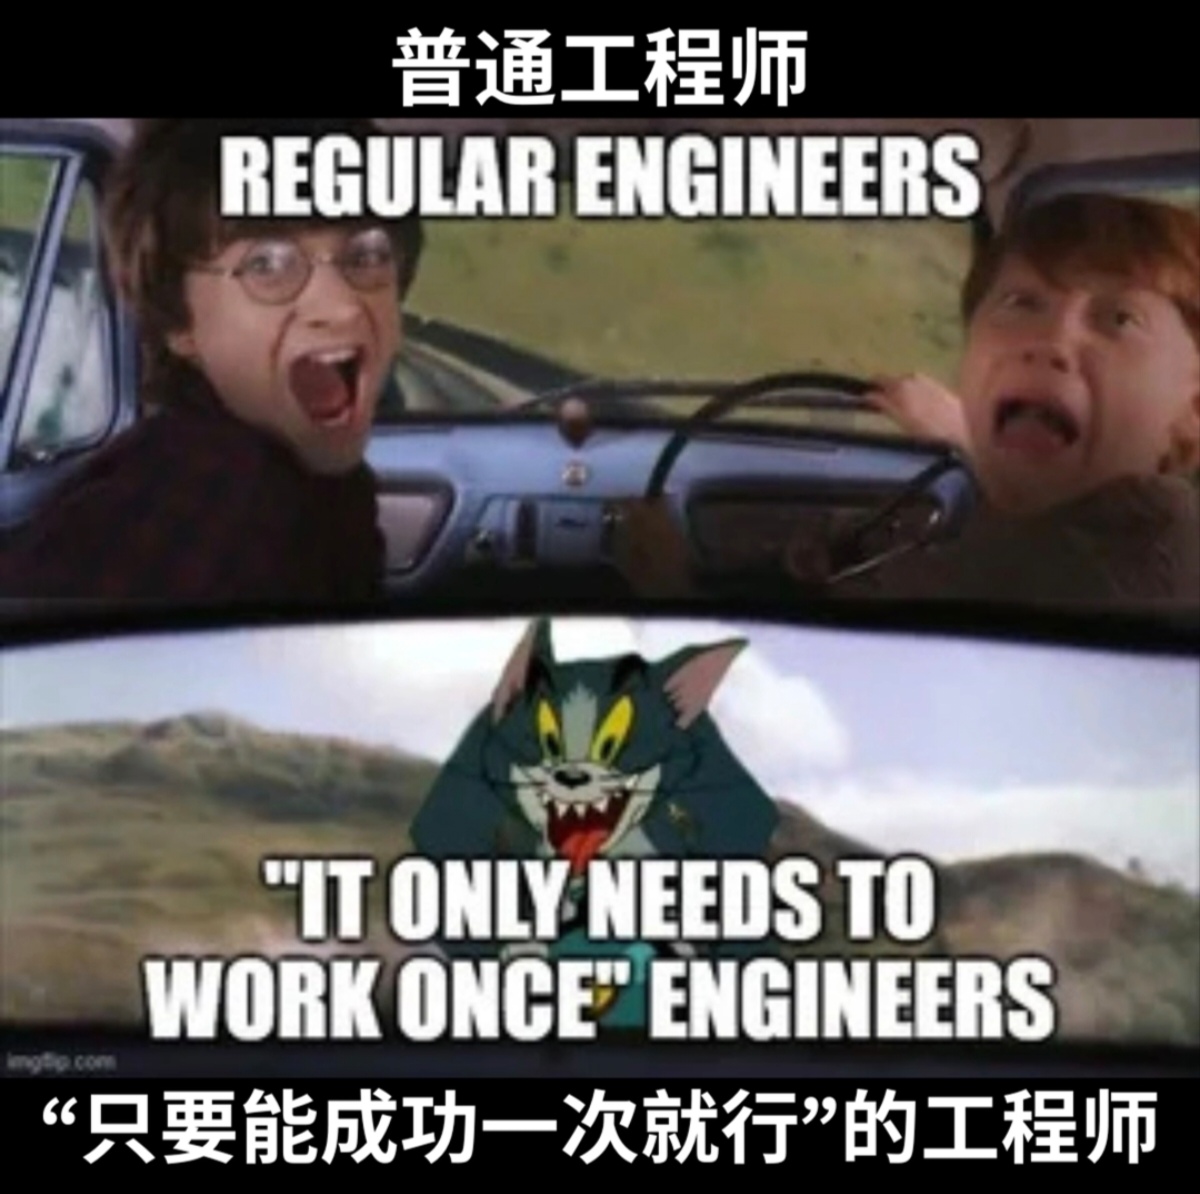 普通工程师
REGULAR ENGINEERS
"IT ONLY NEEDS TO
WORK ONCE" ENGINEERS
imgflip.com
“只要能成功一次就行”的工程师